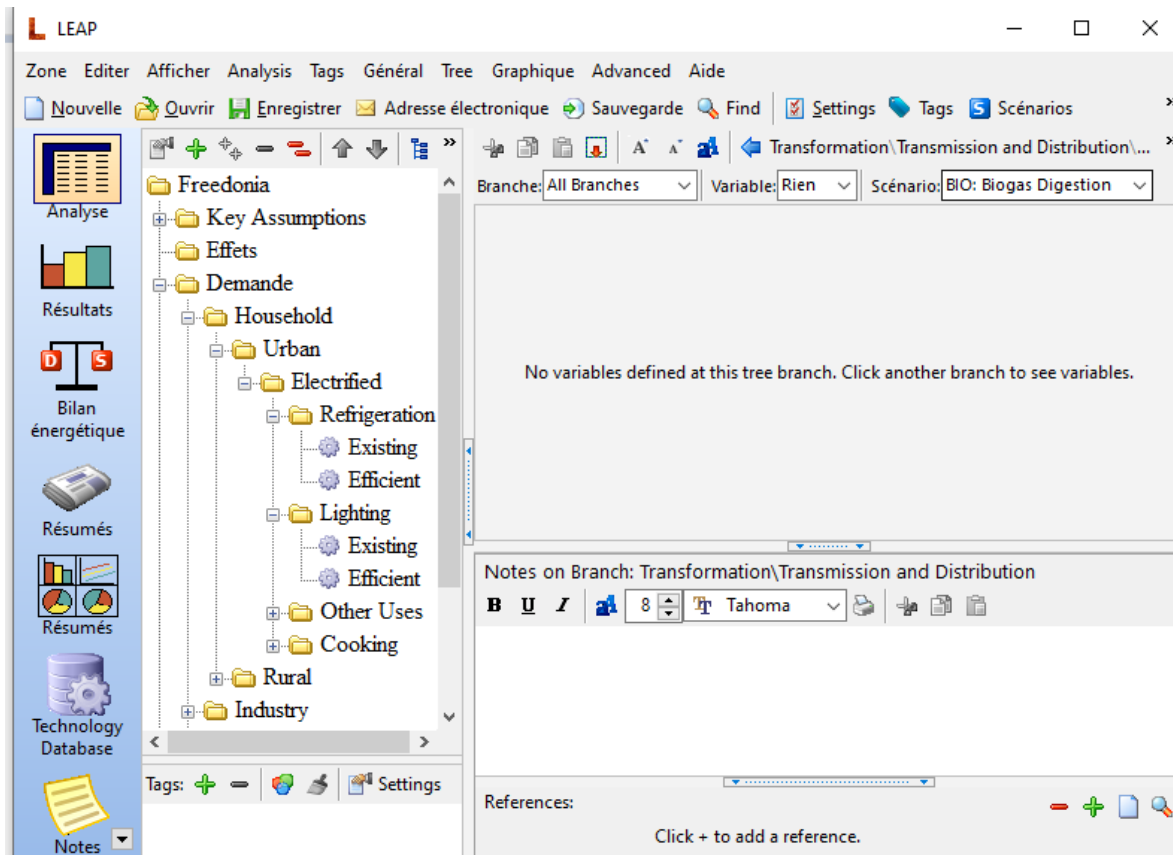 LEAP
Zone Editer Afficher Analysis Tags Général Tree Graphique Advanced Aide
Nouvelle Ouvrir Enregistrer Adresse électronique Sauvegarde Find Settings Tags Scénarios
Analyse
Résultats
D S
Bilan
énergétique
Résumés
Résumés
Technology
Database
Notes
Freedonia
Key Assumptions
Effets
Demande
Household
Urban
Electrified
Refrigeration
Existing
Efficient
Lighting
Existing
Efficient
Other Uses
Cooking
Rural
Industry
Tags: Settings
Transformation\Transmission and Distribution\...
Branche: All Branches Variable: Rien Scénario: BIO: Biogas Digestion
No variables defined at this tree branch. Click another branch to see variables.
Notes on Branch: Transformation\Transmission and Distribution
B U I a1 8 Tr Tahoma
References:
Click + to add a reference.